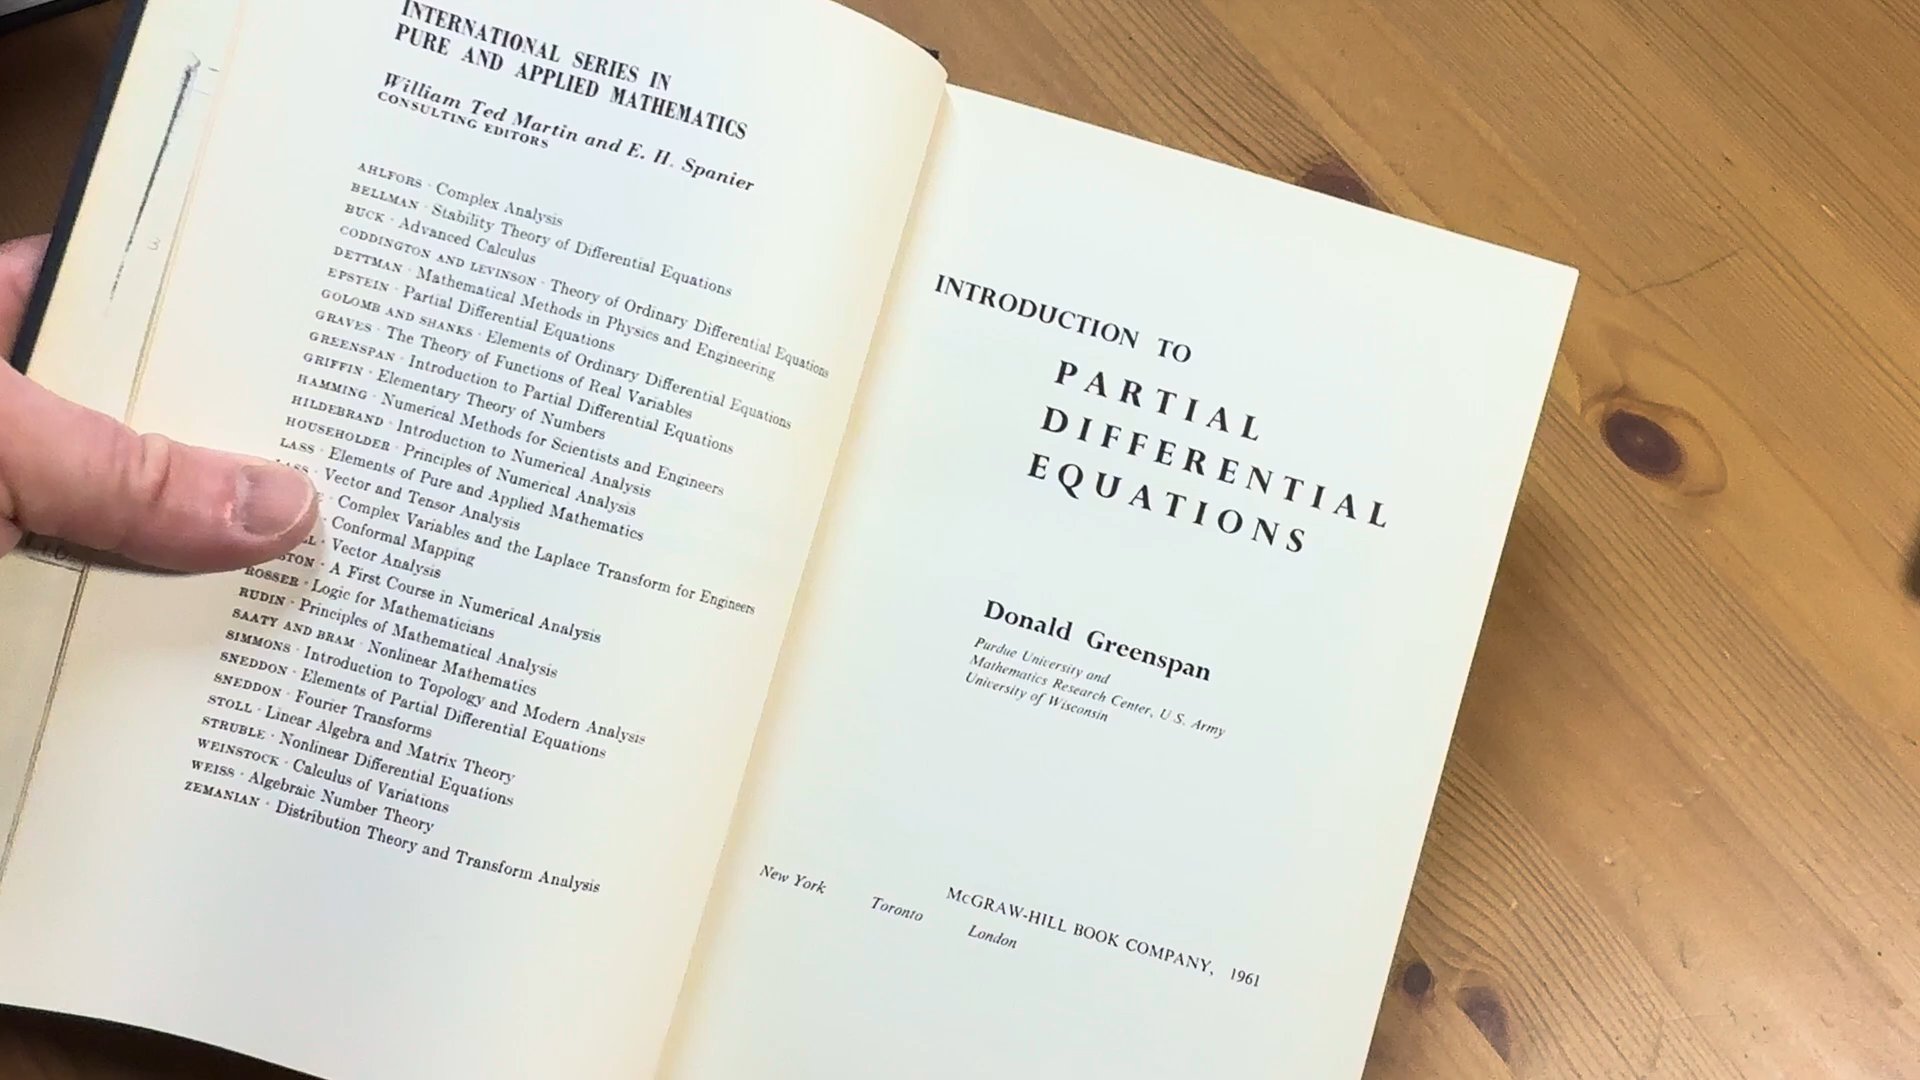 INTERNATIONAL SERIES IN
PURE AND APPLIED MATHEMATICS
William Ted Martin and E. H. Spanier
CONSULTING EDITORS
AHLFORS · Complex Analysis
BELLMAN · Stability Theory of Differential Equations
BUCK · Advanced Calculus
CODDINGTON AND LEVINSON · Theory of Ordinary Differential Equations
DETTMAN · Mathematical Methods in Physics and Engineering
EPSTEIN · Partial Differential Equations
GOLOMB AND SHANKS · Elements of Ordinary Differential Equations
GRAVES · The Theory of Functions of Real Variables
GREENSPAN · Introduction to Partial Differential Equations
GRIFFIN · Elementary Theory of Numbers
HAMMING · Numerical Methods for Scientists and Engineers
HILDEBRAND · Introduction to Numerical Analysis
HOUSEHOLDER · Principles of Numerical Analysis
LASS · Elements of Pure and Applied Mathematics
LASS · Vector and Tensor Analysis
· Complex Variables and the Laplace Transform for Engineers
· Conformal Mapping
· Vector Analysis
· A First Course in Numerical Analysis
ROSSER · Logic for Mathematicians
RUDIN · Principles of Mathematical Analysis
SAATY AND BRAM · Nonlinear Mathematics
SIMMONS · Introduction to Topology and Modern Analysis
SNEDDON · Elements of Partial Differential Equations
SNEDDON · Fourier Transforms
STOLL · Linear Algebra and Matrix Theory
STRUBLE · Nonlinear Differential Equations
WEINSTOCK · Calculus of Variations
WEISS · Algebraic Number Theory
ZEMANIAN · Distribution Theory and Transform Analysis
INTRODUCTION TO
PARTIAL
DIFFERENTIAL
EQUATIONS
Donald Greenspan
Purdue University and
Mathematics Research Center, U.S. Army
University of Wisconsin
McGRAW-HILL BOOK COMPANY, 1961
New York Toronto London